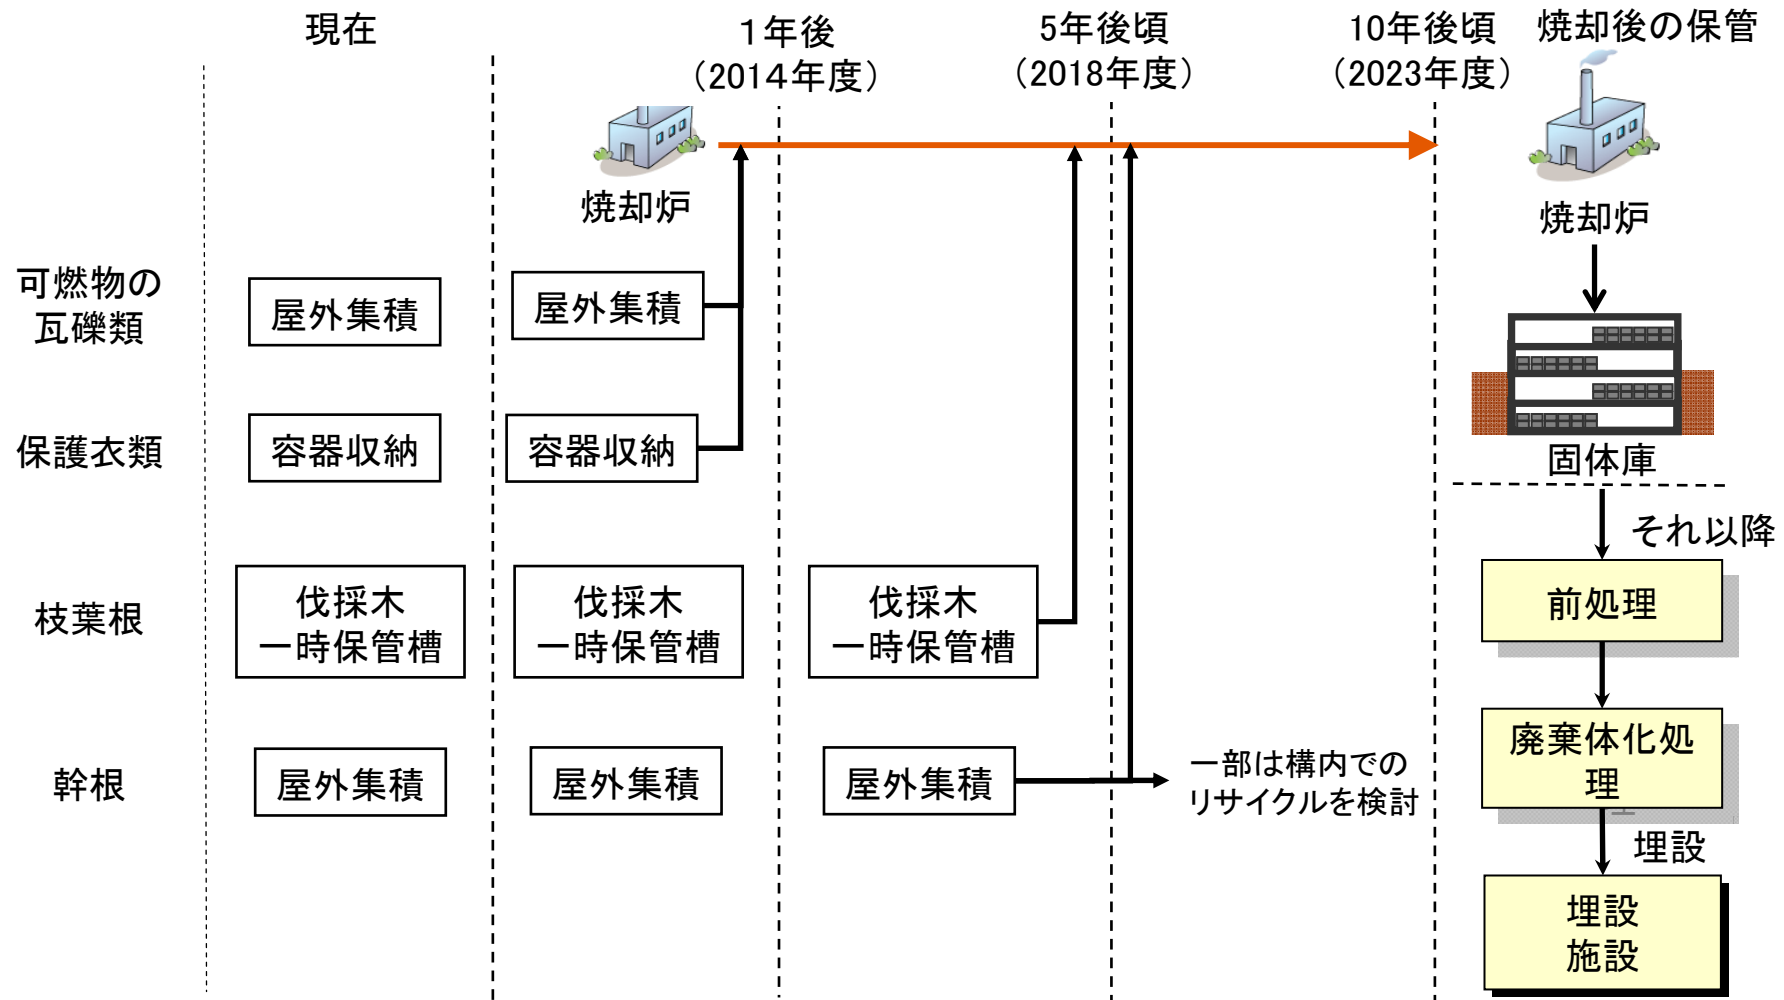 現在
１年後
（2014年度）
5年後頃
（2018年度）
10年後頃
（2023年度）
焼却後の保管
焼却炉
焼却炉
可燃物の
瓦礫類
屋外集積
屋外集積
保護衣類
容器収納
容器収納
固体庫
それ以降
枝葉根
伐採木
一時保管槽
伐採木
一時保管槽
伐採木
一時保管槽
前処理
幹根
屋外集積
屋外集積
屋外集積
一部は構内での
リサイクルを検討
廃棄体化処
理
埋設
埋設
施設